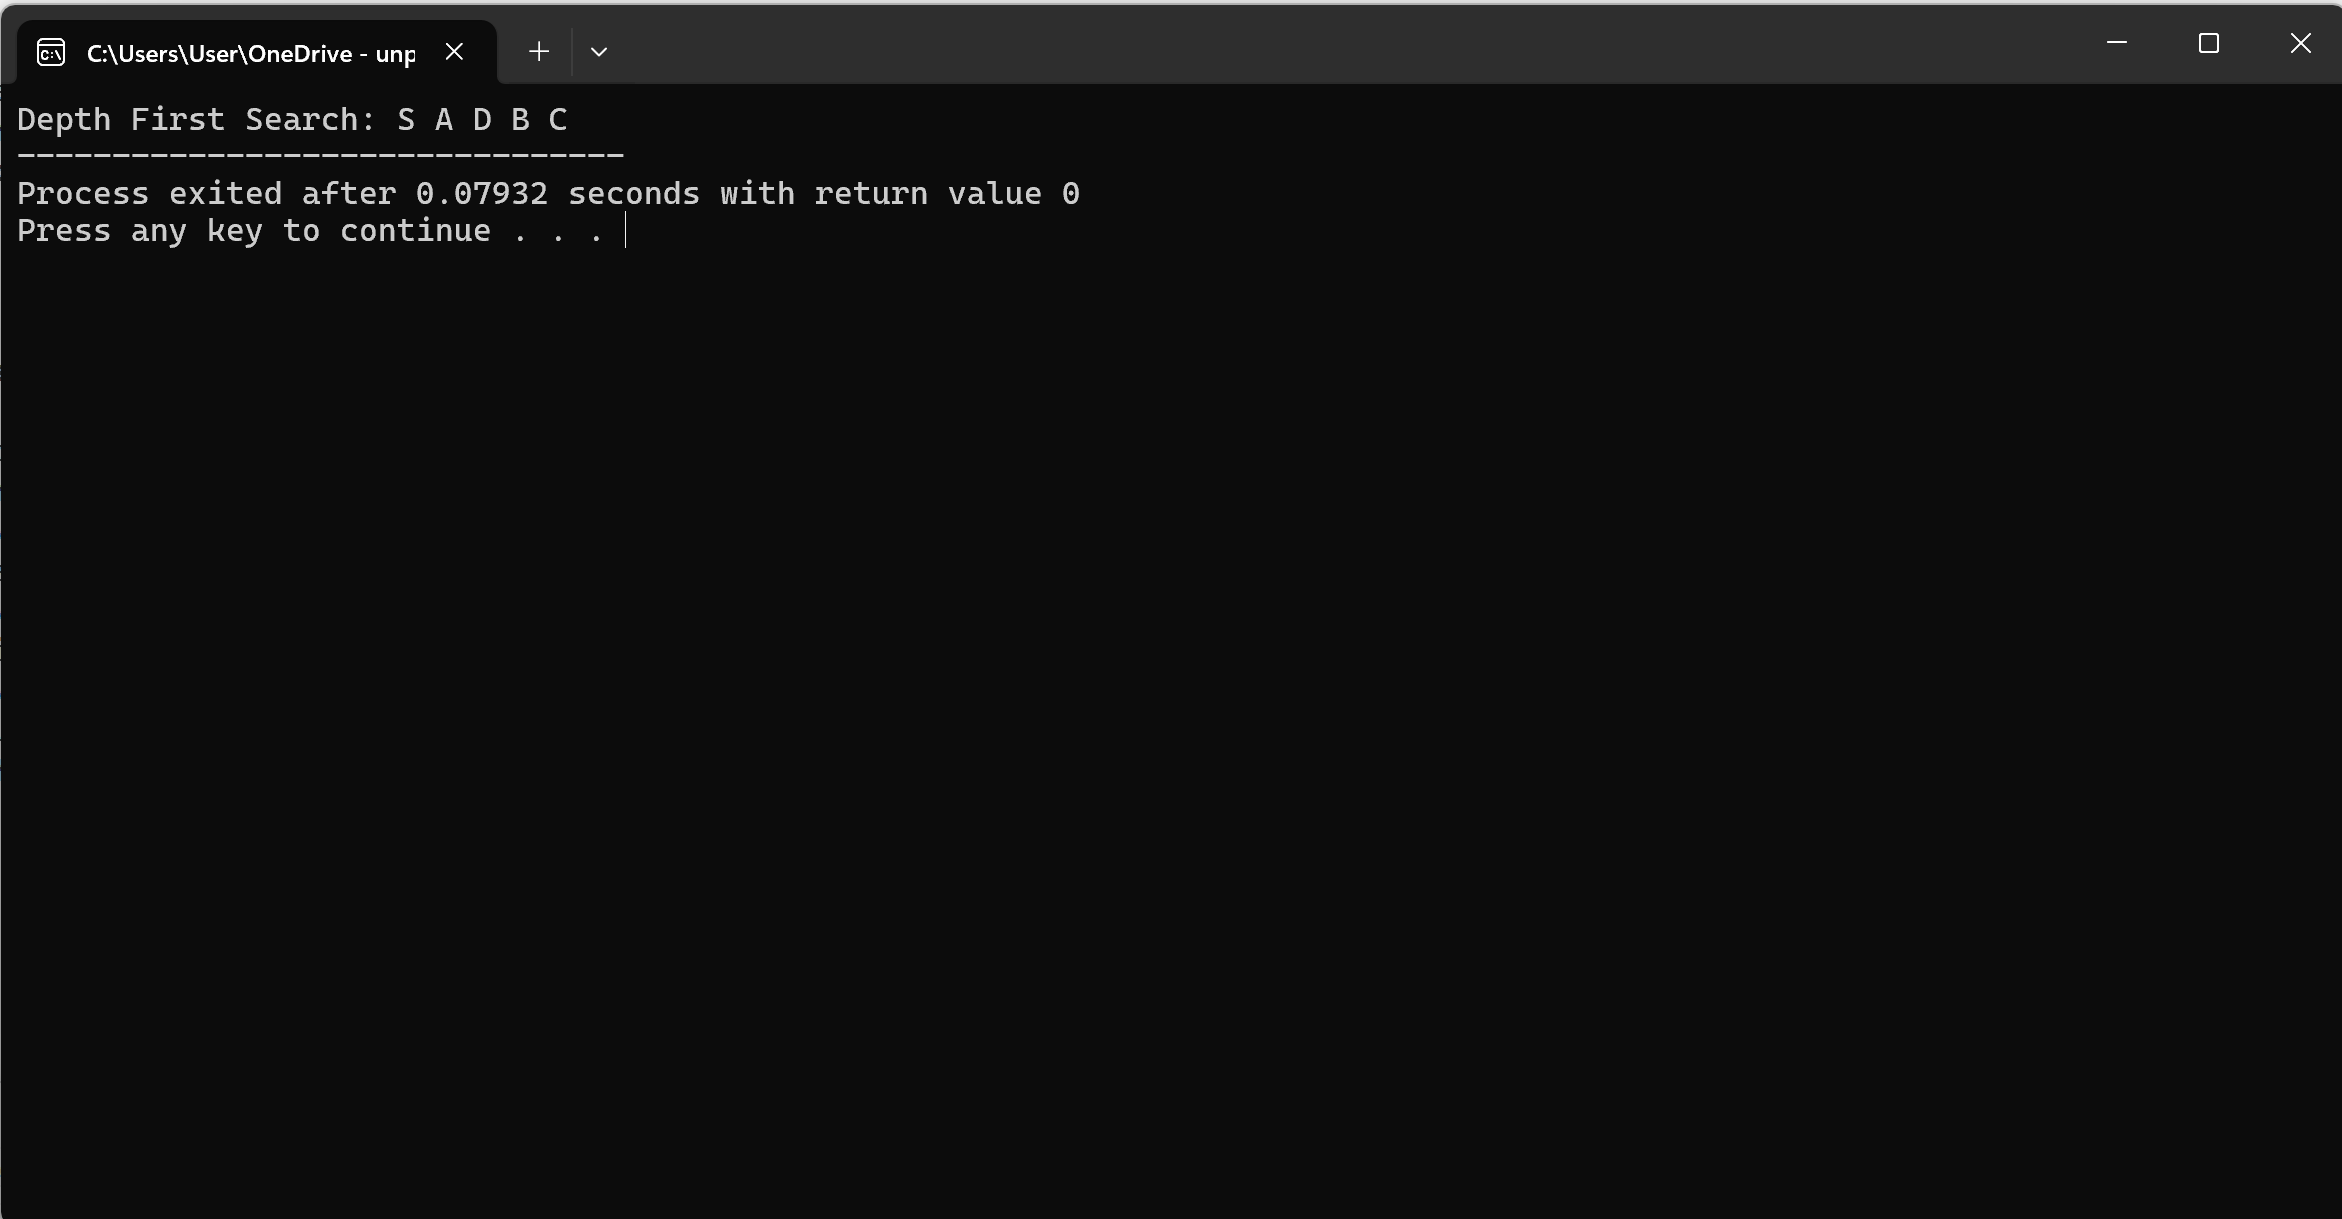 C:\Users\User\OneDrive - unp
Depth First Search: S A D B C
--------------------------------
Process exited after 0.07932 seconds with return value 0
Press any key to continue . . .